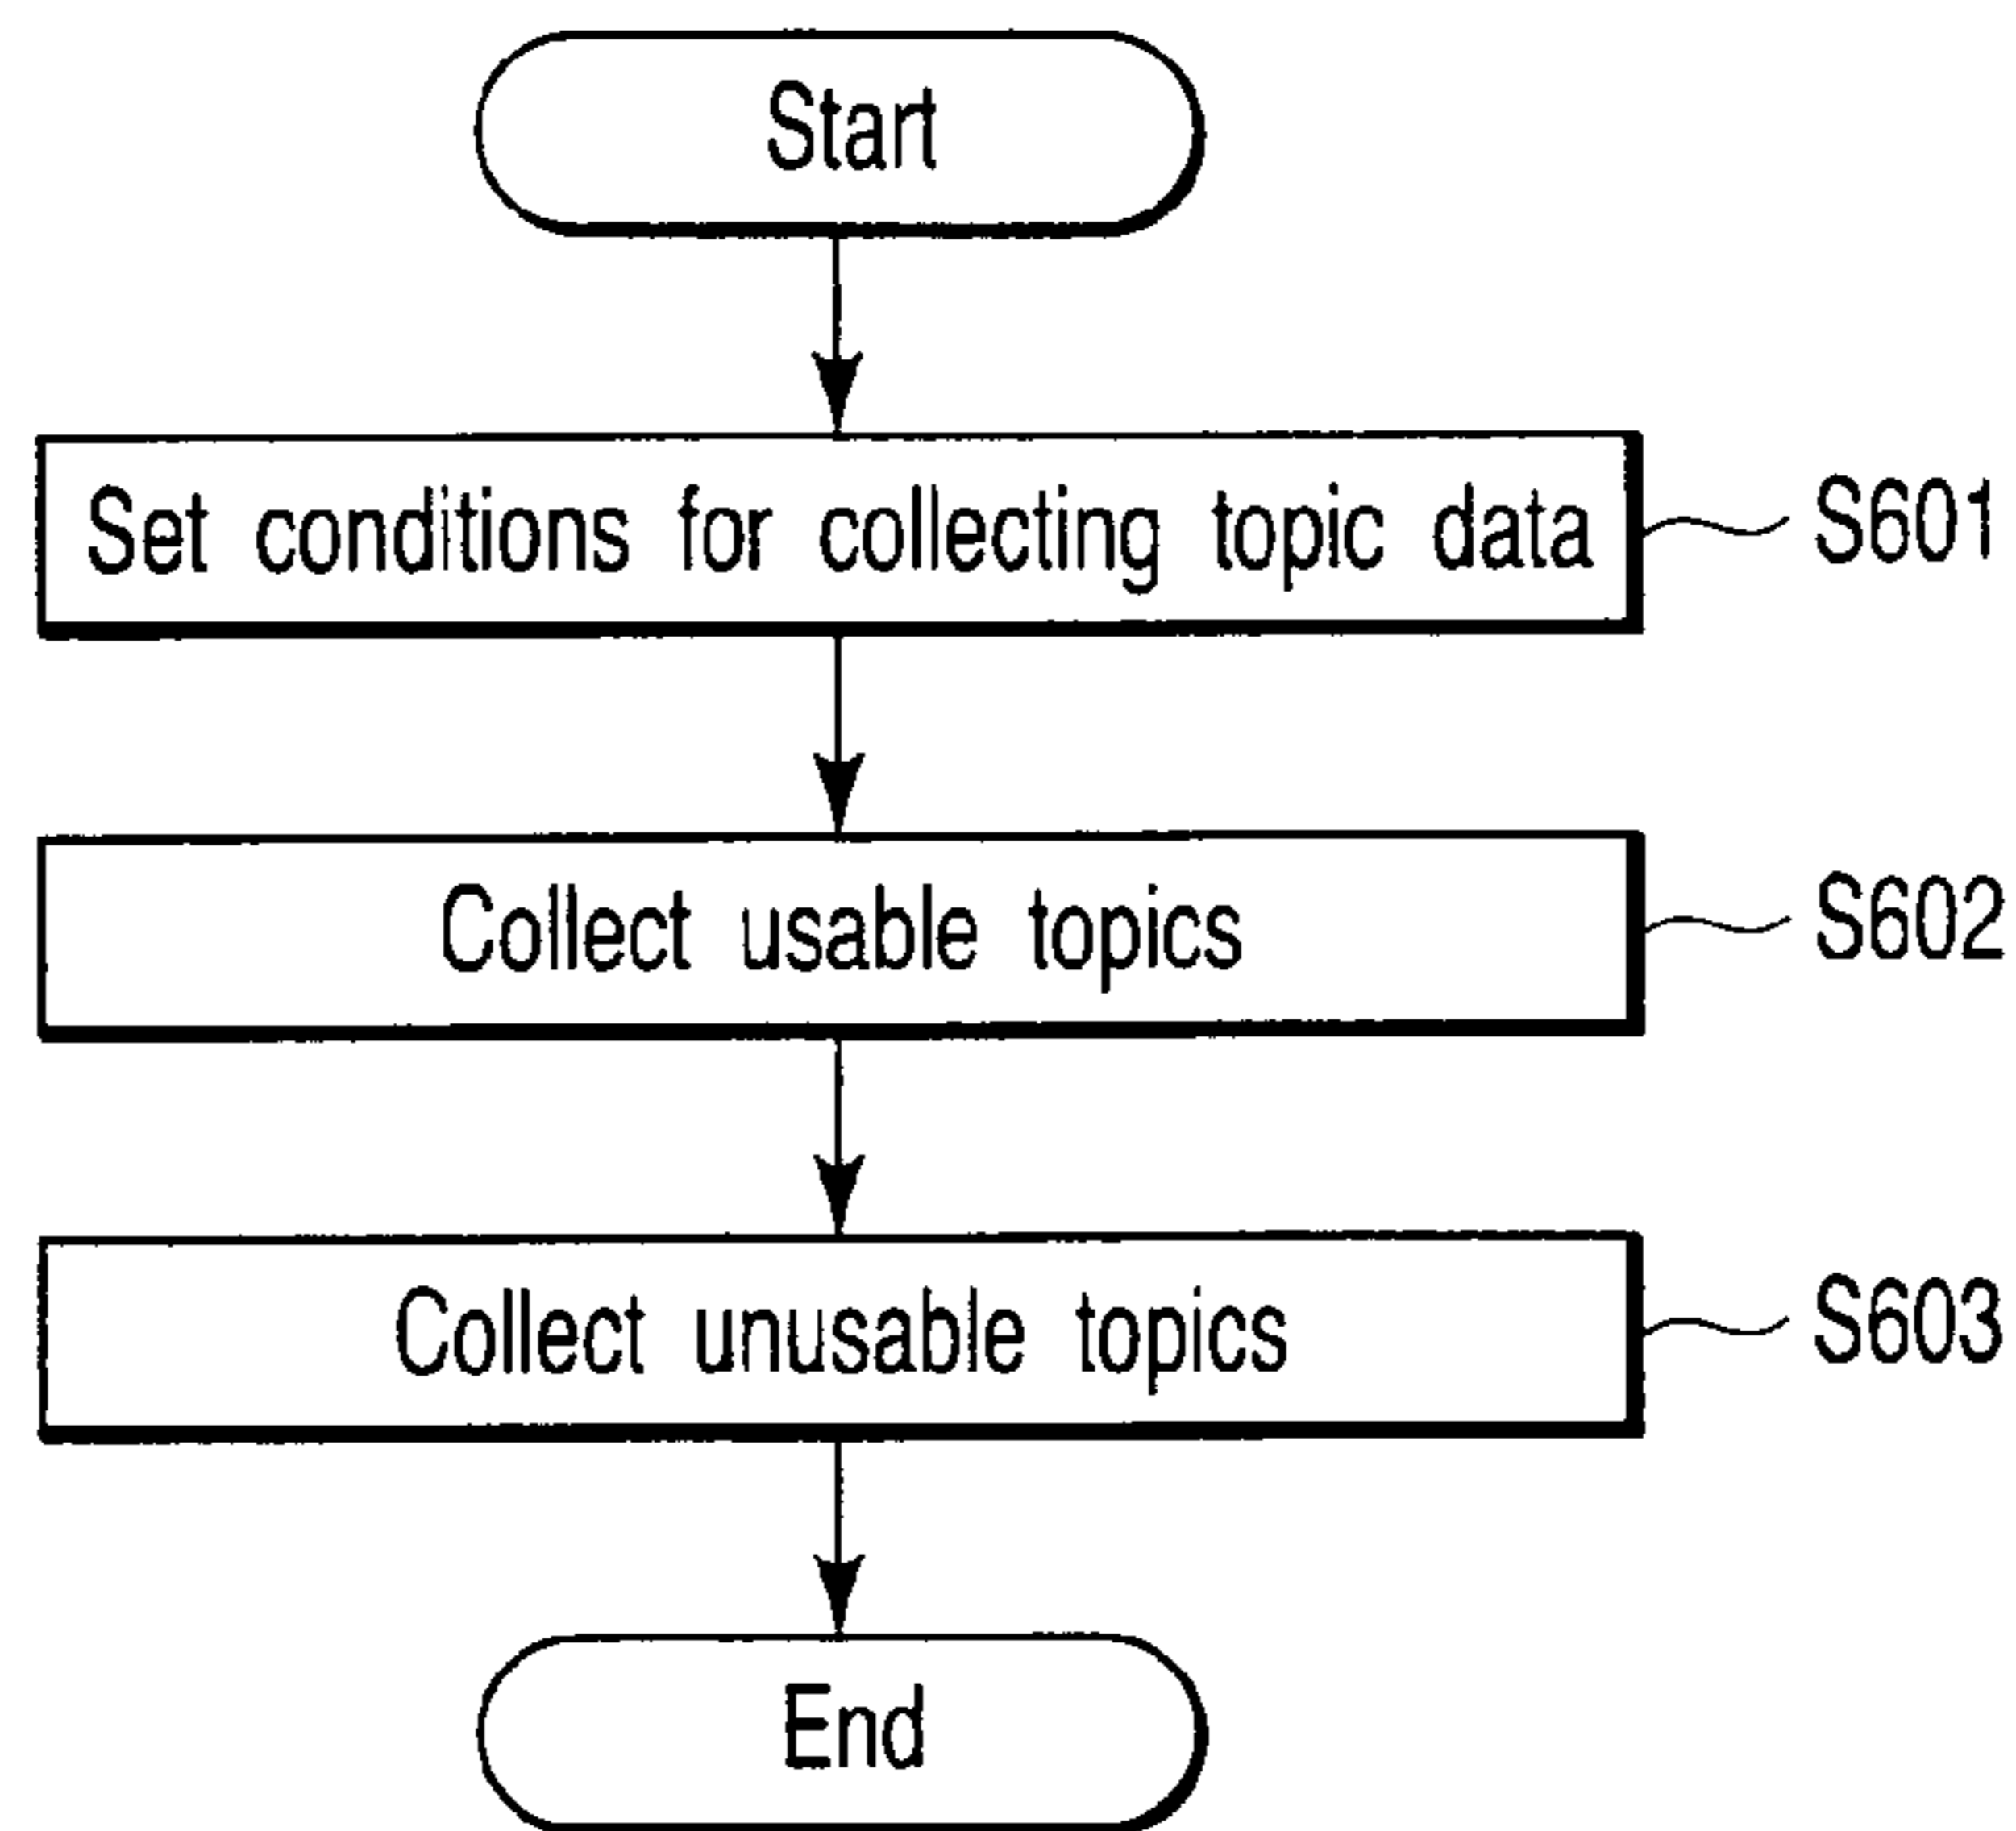 Start
Set conditions for collecting topic data S601
Collect usable topics S602
Collect unusable topics S603
End